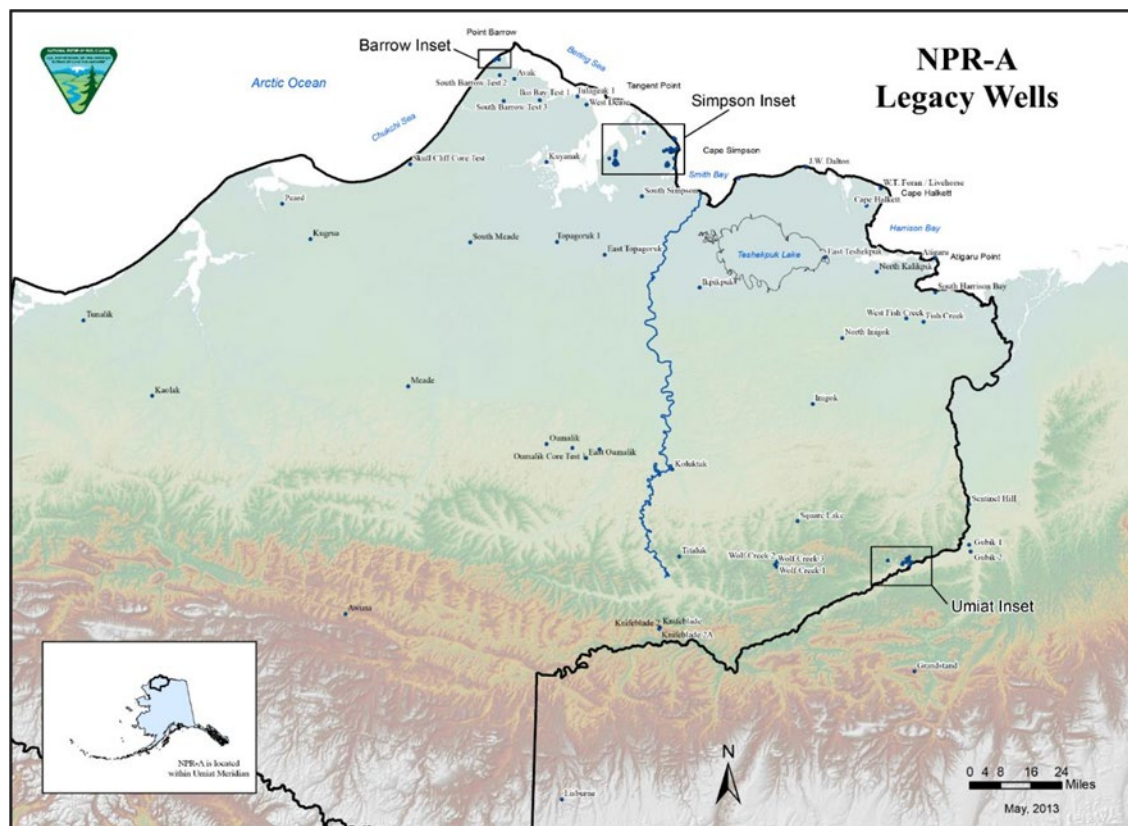 NPR-A
Legacy Wells
Point Barrow
Barrow Inset
Bering Sea
Arctic Ocean
South Barrow Test 2
Avak
Iko Bay Test 1
Tulageak 1
Tangent Point
South Barrow Test 3
West Dease
Simpson Inset
Chukchi Sea
Skull Cliff Core Test
Kuyanak
Cape Simpson
Smith Bay
J.W. Dalton
W.T. Foran / Livehorse
Cape Halkett
Cape Halkett
Peard
South Simpson
Harrison Bay
Kugrua
South Meade
Topagoruk 1
East Topagoruk
Teshekpuk Lake
East Teshekpuk
Atigaru
Atigaru Point
North Kalikpik
Ikpikpuk
South Harrison Bay
Tunalik
West Fish Creek
Fish Creek
North Inigok
Meade
Kaolak
Inigok
Oumalik
East Oumalik
Oumalik Core Test 1
Koluktak
Sentinel Hill
Square Lake
Gubik 1
Gubik 2
Titaluk
Wolf Creek 2
Wolf Creek 3
Wolf Creek 1
Umiat Inset
Awuna
Knifeblade 2
Knifeblade
Knifeblade 2A
Grandstand
NPR-A is located
within Umiat Meridian
N
0 4 8 16 24
Miles
Lisburne
May, 2013